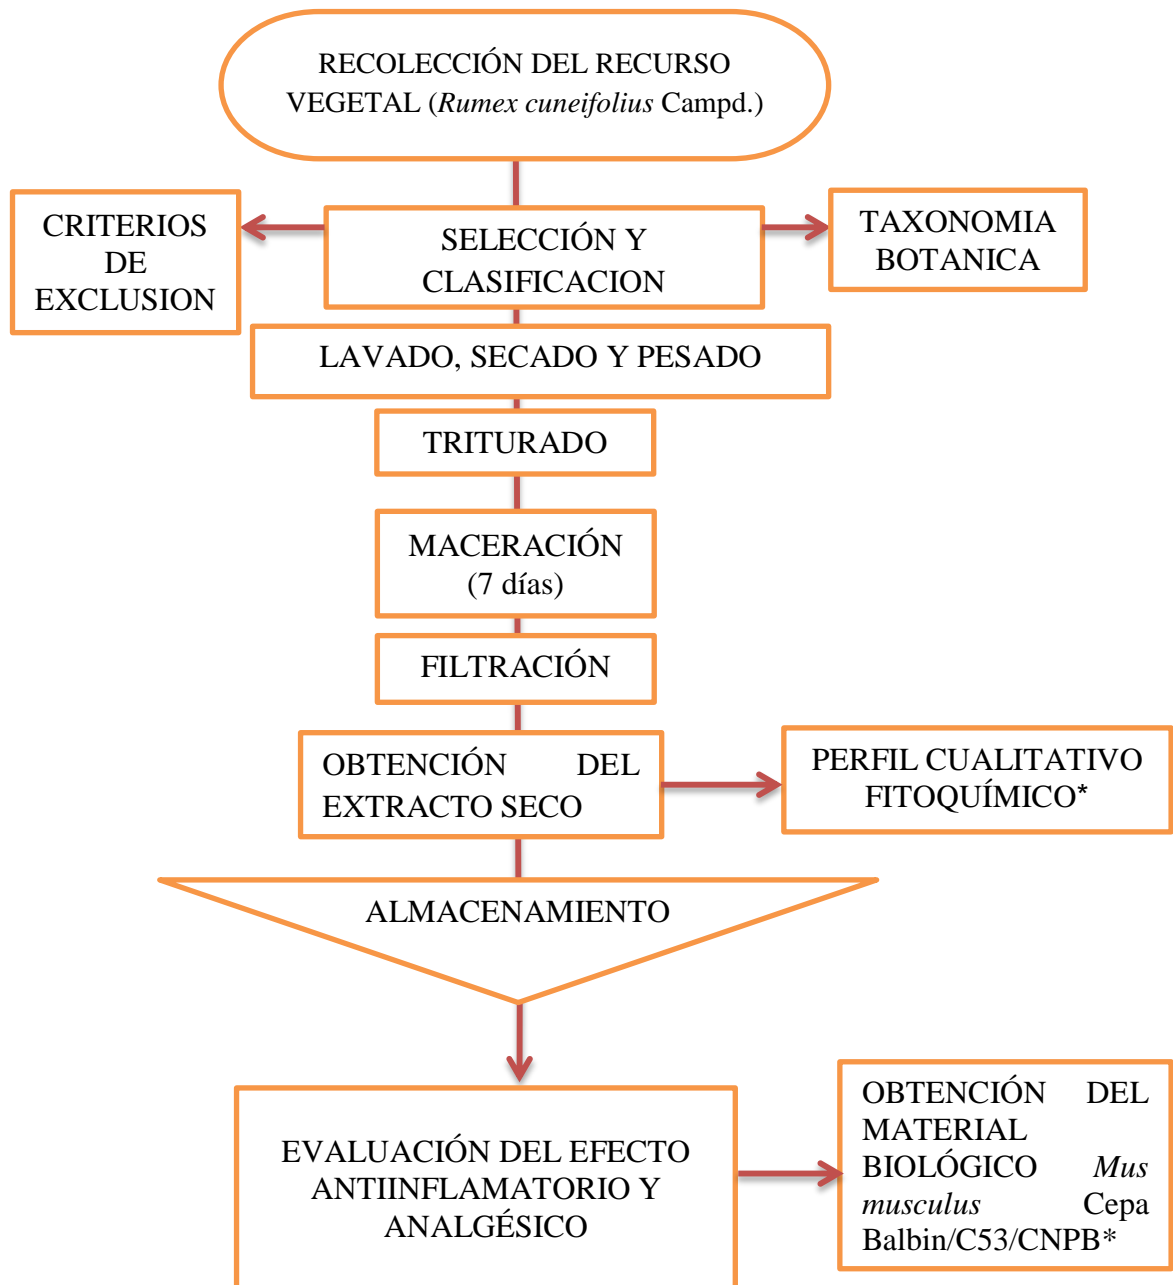 RECOLECCIÓN DEL RECURSO
VEGETAL (Rumex cuneifolius Campd.)
CRITERIOS
DE
EXCLUSION
SELECCIÓN Y
CLASIFICACION
TAXONOMIA
BOTANICA
LAVADO, SECADO Y PESADO
TRITURADO
MACERACIÓN
(7 días)
FILTRACIÓN
OBTENCIÓN DEL
EXTRACTO SECO
PERFIL CUALITATIVO
FITOQUÍMICO*
ALMACENAMIENTO
EVALUACIÓN DEL EFECTO
ANTIINFLAMATORIO Y
ANALGÉSICO
OBTENCIÓN DEL
MATERIAL
BIOLÓGICO Mus
musculus Cepa
Balbin/C53/CNPB*